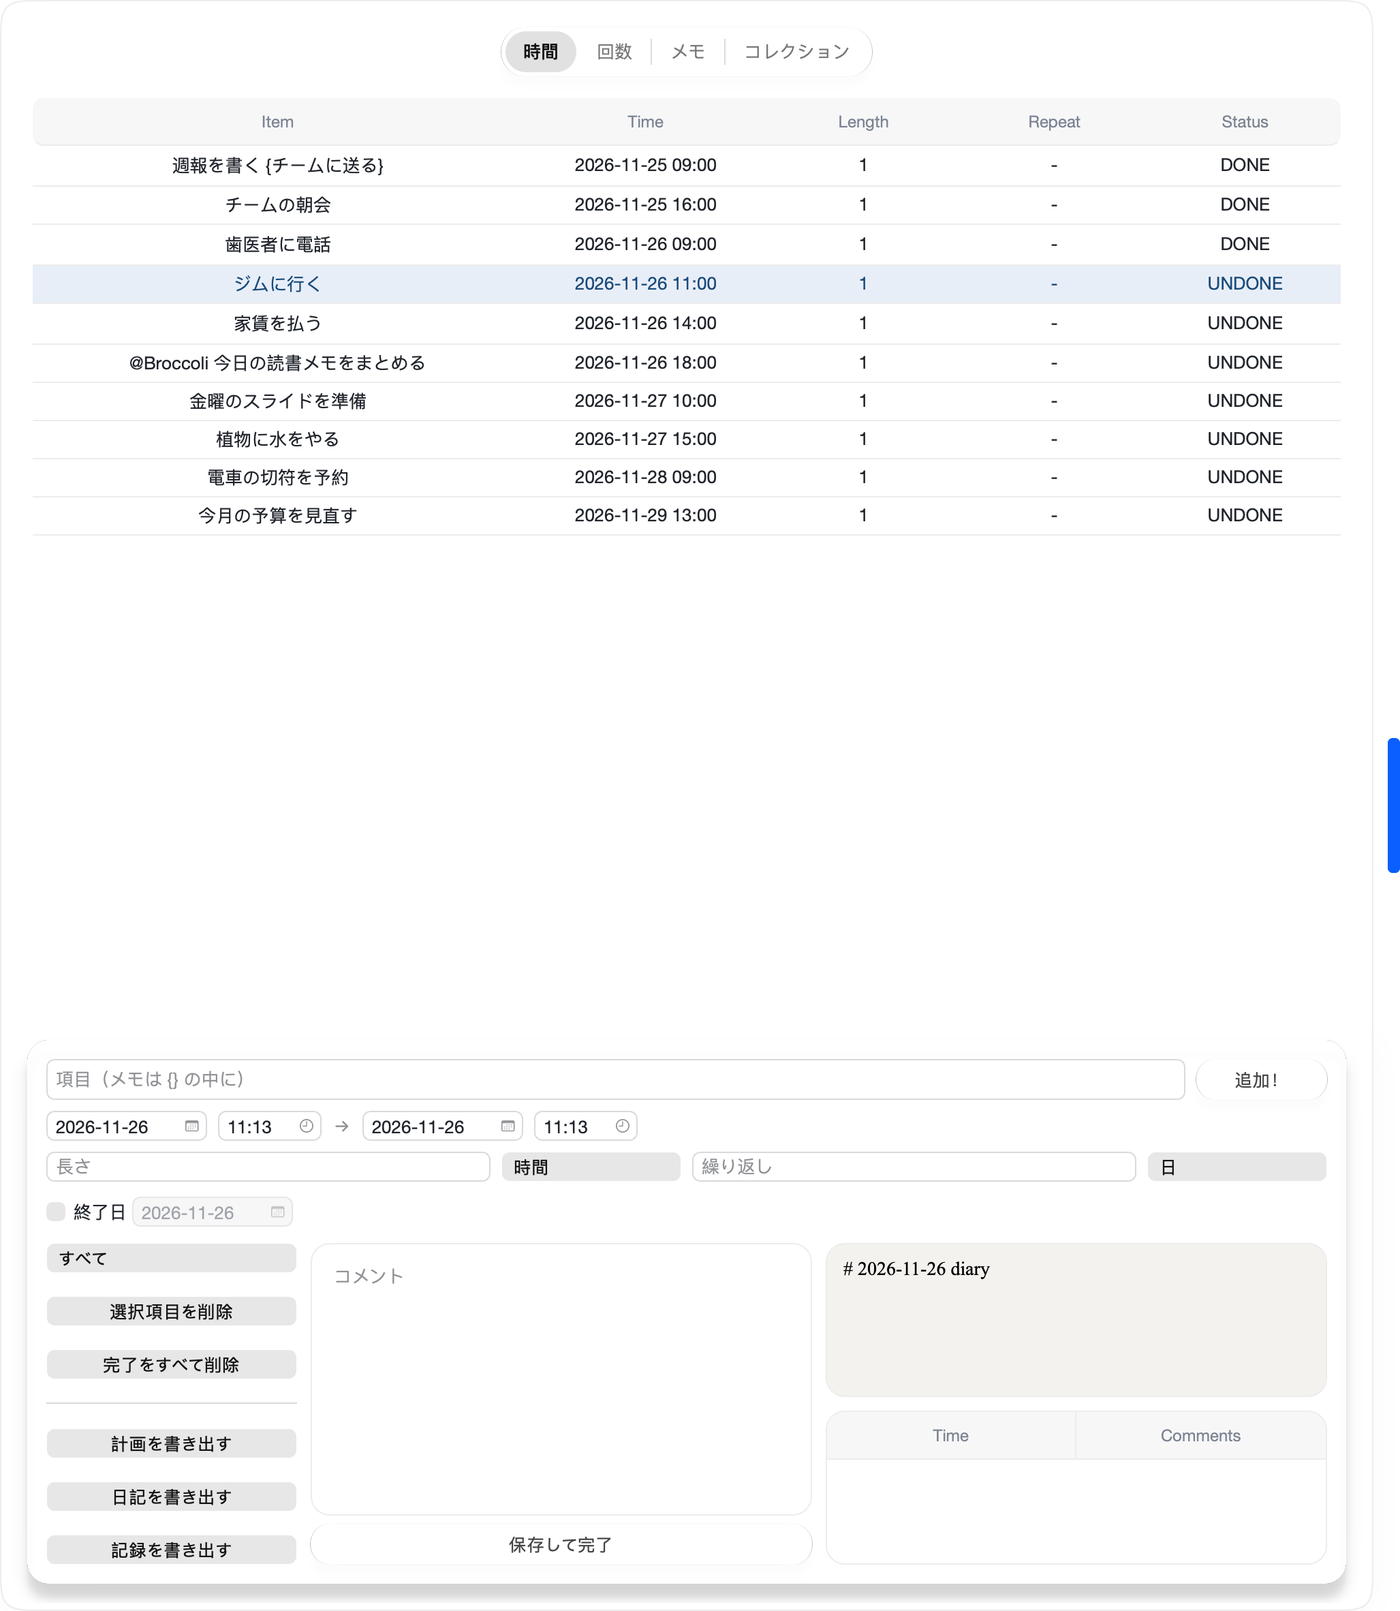 時間 回数 メモ コレクション
Item Time Length Repeat Status
週報を書く {チームに送る} 2026-11-25 09:00 1 - DONE
チームの朝会 2026-11-25 16:00 1 - DONE
歯医者に電話 2026-11-26 09:00 1 - DONE
ジムに行く 2026-11-26 11:00 1 - UNDONE
家賃を払う 2026-11-26 14:00 1 - UNDONE
@Broccoli 今日の読書メモをまとめる 2026-11-26 18:00 1 - UNDONE
金曜のスライドを準備 2026-11-27 10:00 1 - UNDONE
植物に水をやる 2026-11-27 15:00 1 - UNDONE
電車の切符を予約 2026-11-28 09:00 1 - UNDONE
今月の予算を見直す 2026-11-29 13:00 1 - UNDONE
項目（メモは {} の中に） 追加！
2026-11-26 11:13 → 2026-11-26 11:13
長さ 時間 繰り返し 日
終了日 2026-11-26
すべて
選択項目を削除
完了をすべて削除
計画を書き出す
日記を書き出す
記録を書き出す
コメント
保存して完了
# 2026-11-26 diary
Time Comments